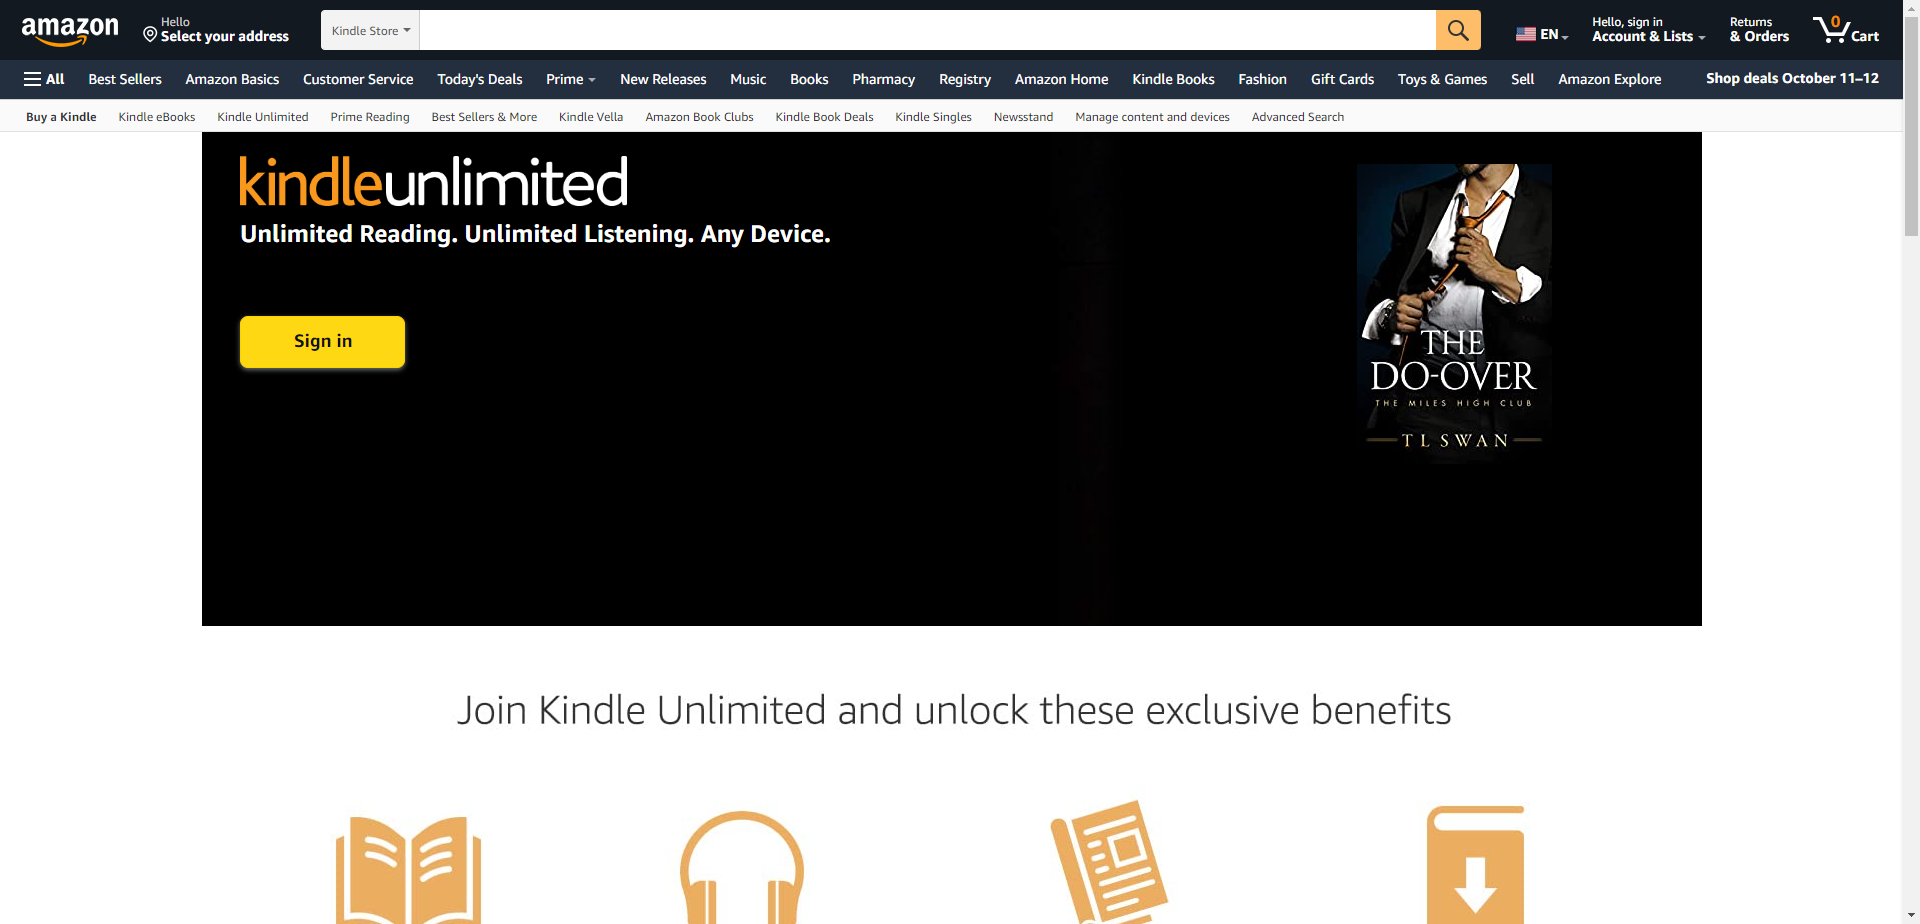 amazon
Hello
Select your address
Kindle Store
EN
Hello, sign in
Account & Lists
Returns
& Orders
0
Cart
All
Best Sellers
Amazon Basics
Customer Service
Today's Deals
Prime
New Releases
Music
Books
Pharmacy
Registry
Amazon Home
Kindle Books
Fashion
Gift Cards
Toys & Games
Sell
Amazon Explore
Shop deals October 11–12
Buy a Kindle
Kindle eBooks
Kindle Unlimited
Prime Reading
Best Sellers & More
Kindle Vella
Amazon Book Clubs
Kindle Book Deals
Kindle Singles
Newsstand
Manage content and devices
Advanced Search
kindleunlimited
Unlimited Reading. Unlimited Listening. Any Device.
Sign in
THE
DO-OVER
THE MILES HIGH CLUB
T L SWAN
Join Kindle Unlimited and unlock these exclusive benefits